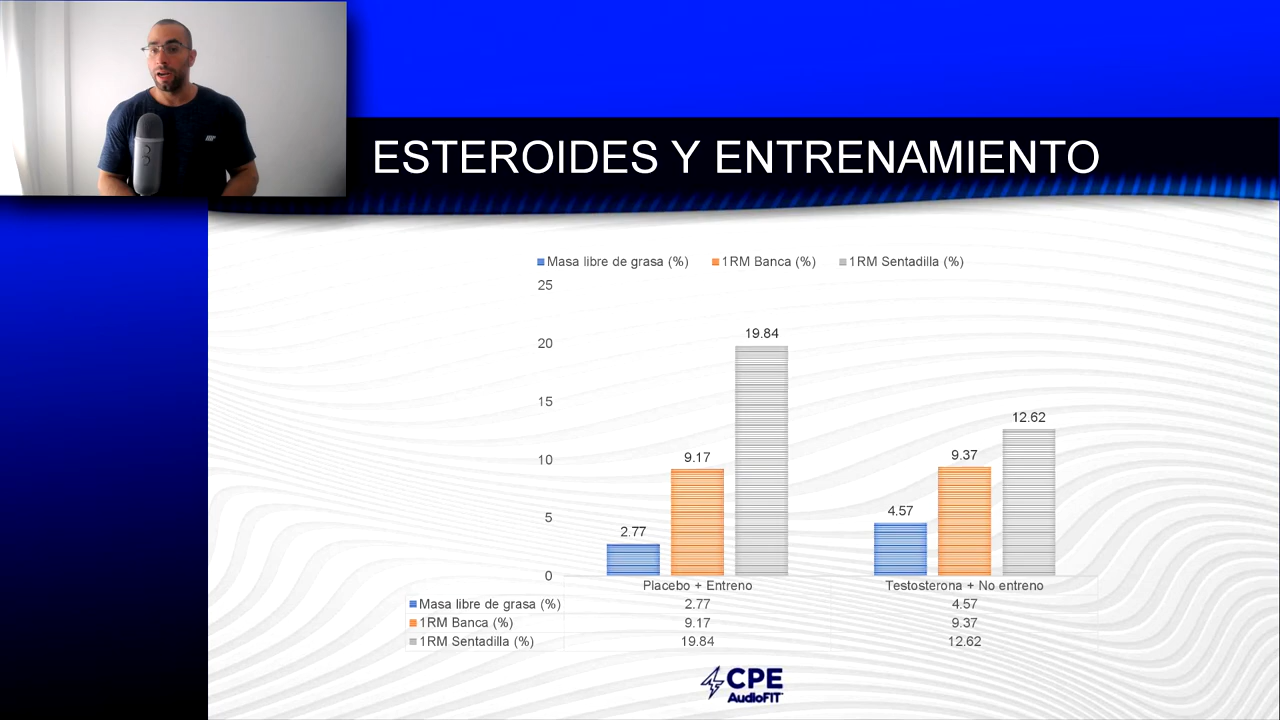 ESTEROIDES Y ENTRENAMIENTO
Masa libre de grasa (%) 1RM Banca (%) 1RM Sentadilla (%)
25
20
15
10
5
0
19.84
12.62
9.17
9.37
2.77
4.57
Placebo + Entreno Testosterona + No entreno
Masa libre de grasa (%) 2.77 4.57
1RM Banca (%) 9.17 9.37
1RM Sentadilla (%) 19.84 12.62
CPE
AudioFIT